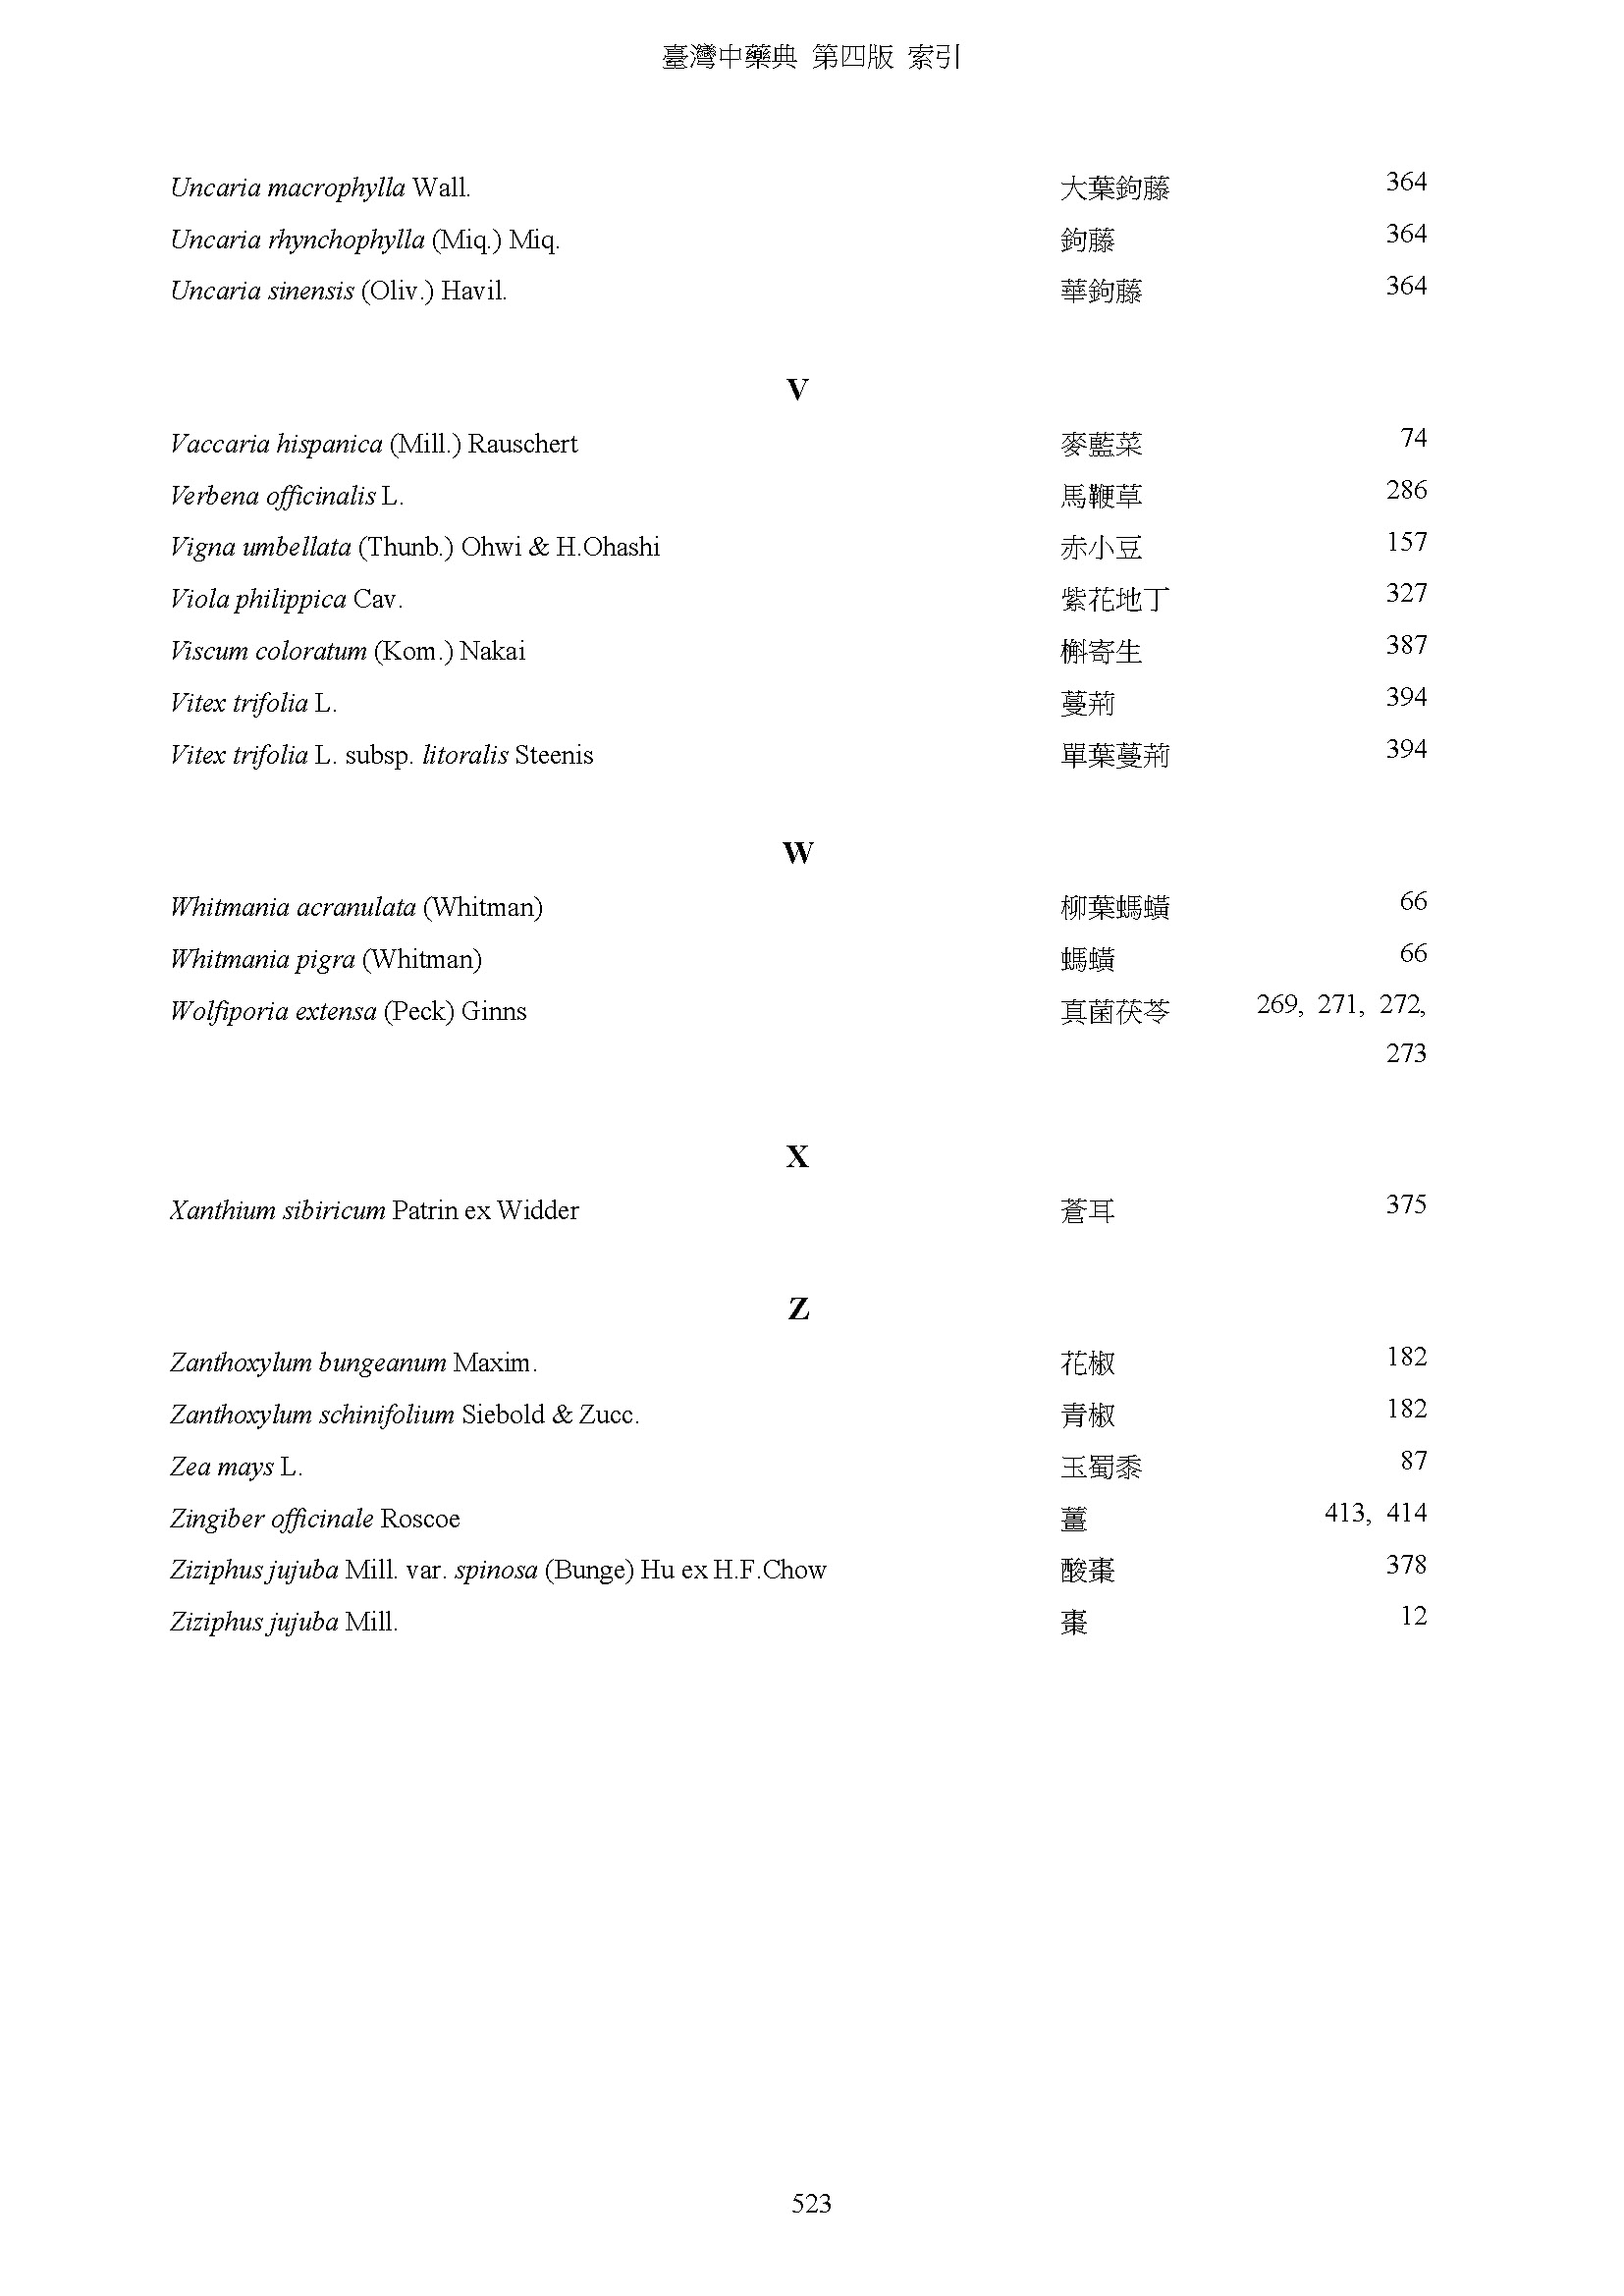 臺灣中藥典 第四版 索引
Uncaria macrophylla Wall. 大葉鉤藤 364
Uncaria rhynchophylla (Miq.) Miq. 鉤藤 364
Uncaria sinensis (Oliv.) Havil. 華鉤藤 364
V
Vaccaria hispanica (Mill.) Rauschert 麥藍菜 74
Verbena officinalis L. 馬鞭草 286
Vigna umbellata (Thunb.) Ohwi & H.Ohashi 赤小豆 157
Viola philippica Cav. 紫花地丁 327
Viscum coloratum (Kom.) Nakai 槲寄生 387
Vitex trifolia L. 蔓荊 394
Vitex trifolia L. subsp. litoralis Steenis 單葉蔓荊 394
W
Whitmania acranulata (Whitman) 柳葉螞蟥 66
Whitmania pigra (Whitman) 螞蟥 66
Wolfiporia extensa (Peck) Ginns 真菌茯苓 269, 271, 272,
273
X
Xanthium sibiricum Patrin ex Widder 蒼耳 375
Z
Zanthoxylum bungeanum Maxim. 花椒 182
Zanthoxylum schinifolium Siebold & Zucc. 青椒 182
Zea mays L. 玉蜀黍 87
Zingiber officinale Roscoe 薑 413, 414
Ziziphus jujuba Mill. var. spinosa (Bunge) Hu ex H.F.Chow 酸棗 378
Ziziphus jujuba Mill. 棗 12
523